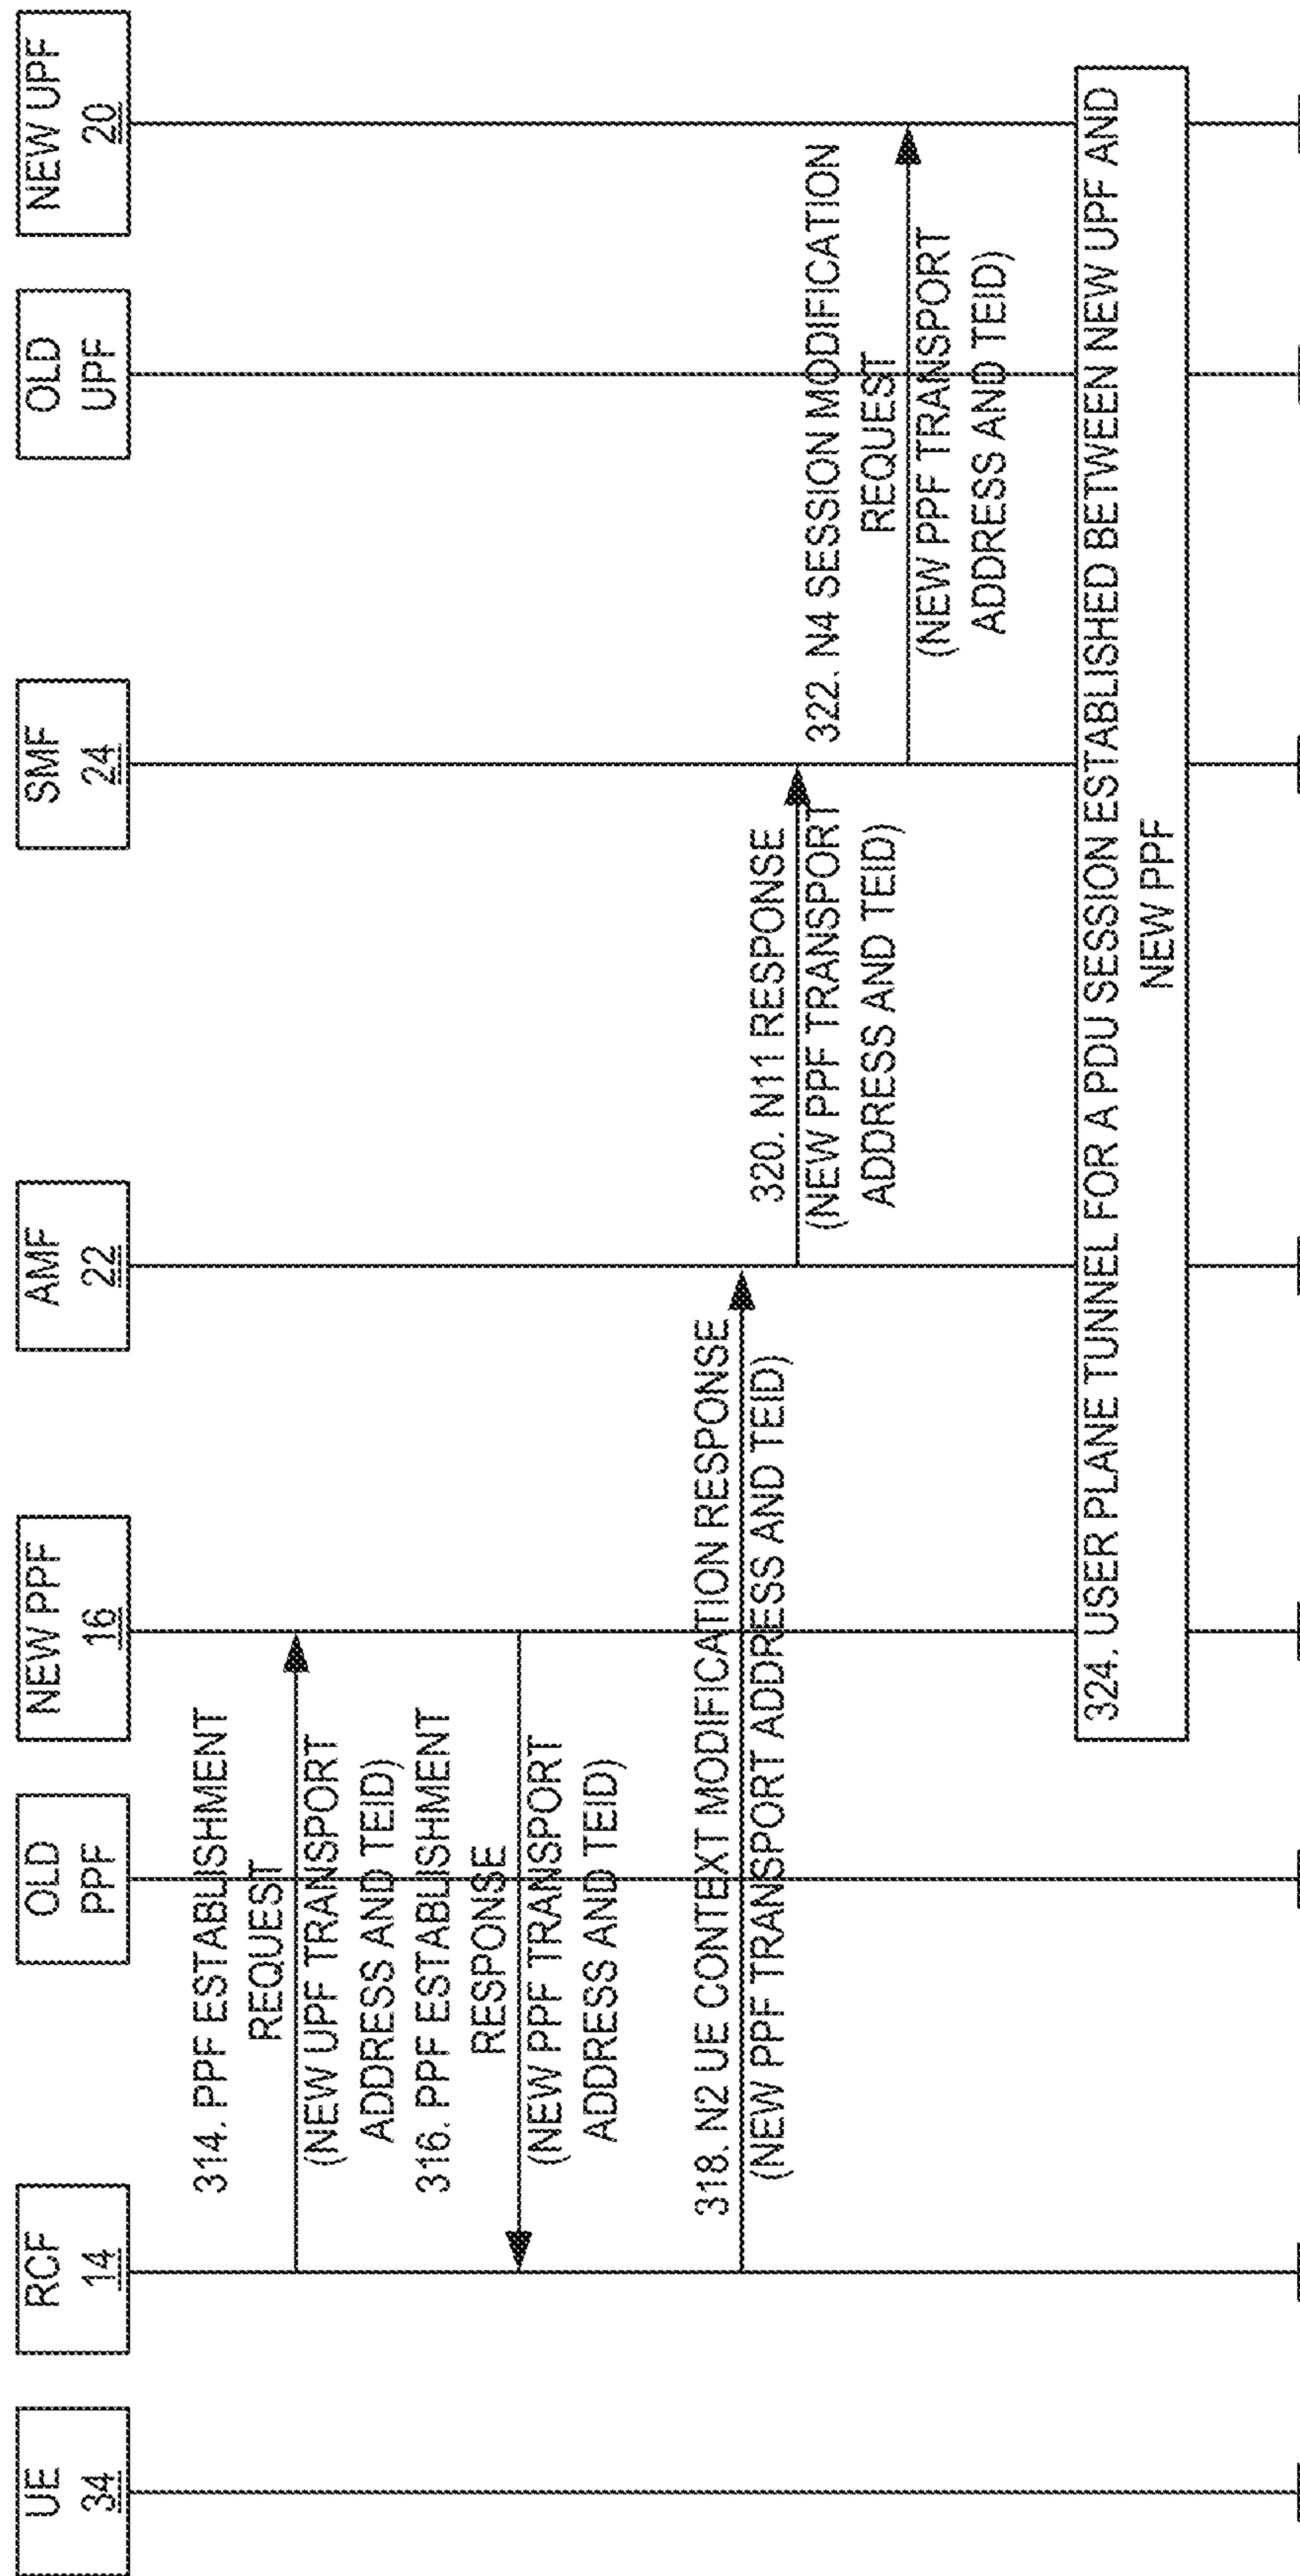 UE
34
RCF
14
OLD
PPF
NEW PPF
16
AMF
22
SMF
24
OLD
UPF
NEW UPF
20
314. PPF ESTABLISHMENT
REQUEST
(NEW UPF TRANSPORT
ADDRESS AND TEID)
316. PPF ESTABLISHMENT
RESPONSE
(NEW PPF TRANSPORT
ADDRESS AND TEID)
318. N2 UE CONTEXT MODIFICATION RESPONSE
(NEW PPF TRANSPORT ADDRESS AND TEID)
320. N11 RESPONSE
(NEW PPF TRANSPORT
ADDRESS AND TEID)
322. N4 SESSION MODIFICATION
REQUEST
(NEW PPF TRANSPORT
ADDRESS AND TEID)
324. USER PLANE TUNNEL FOR A PDU SESSION ESTABLISHED BETWEEN NEW UPF AND
NEW PPF